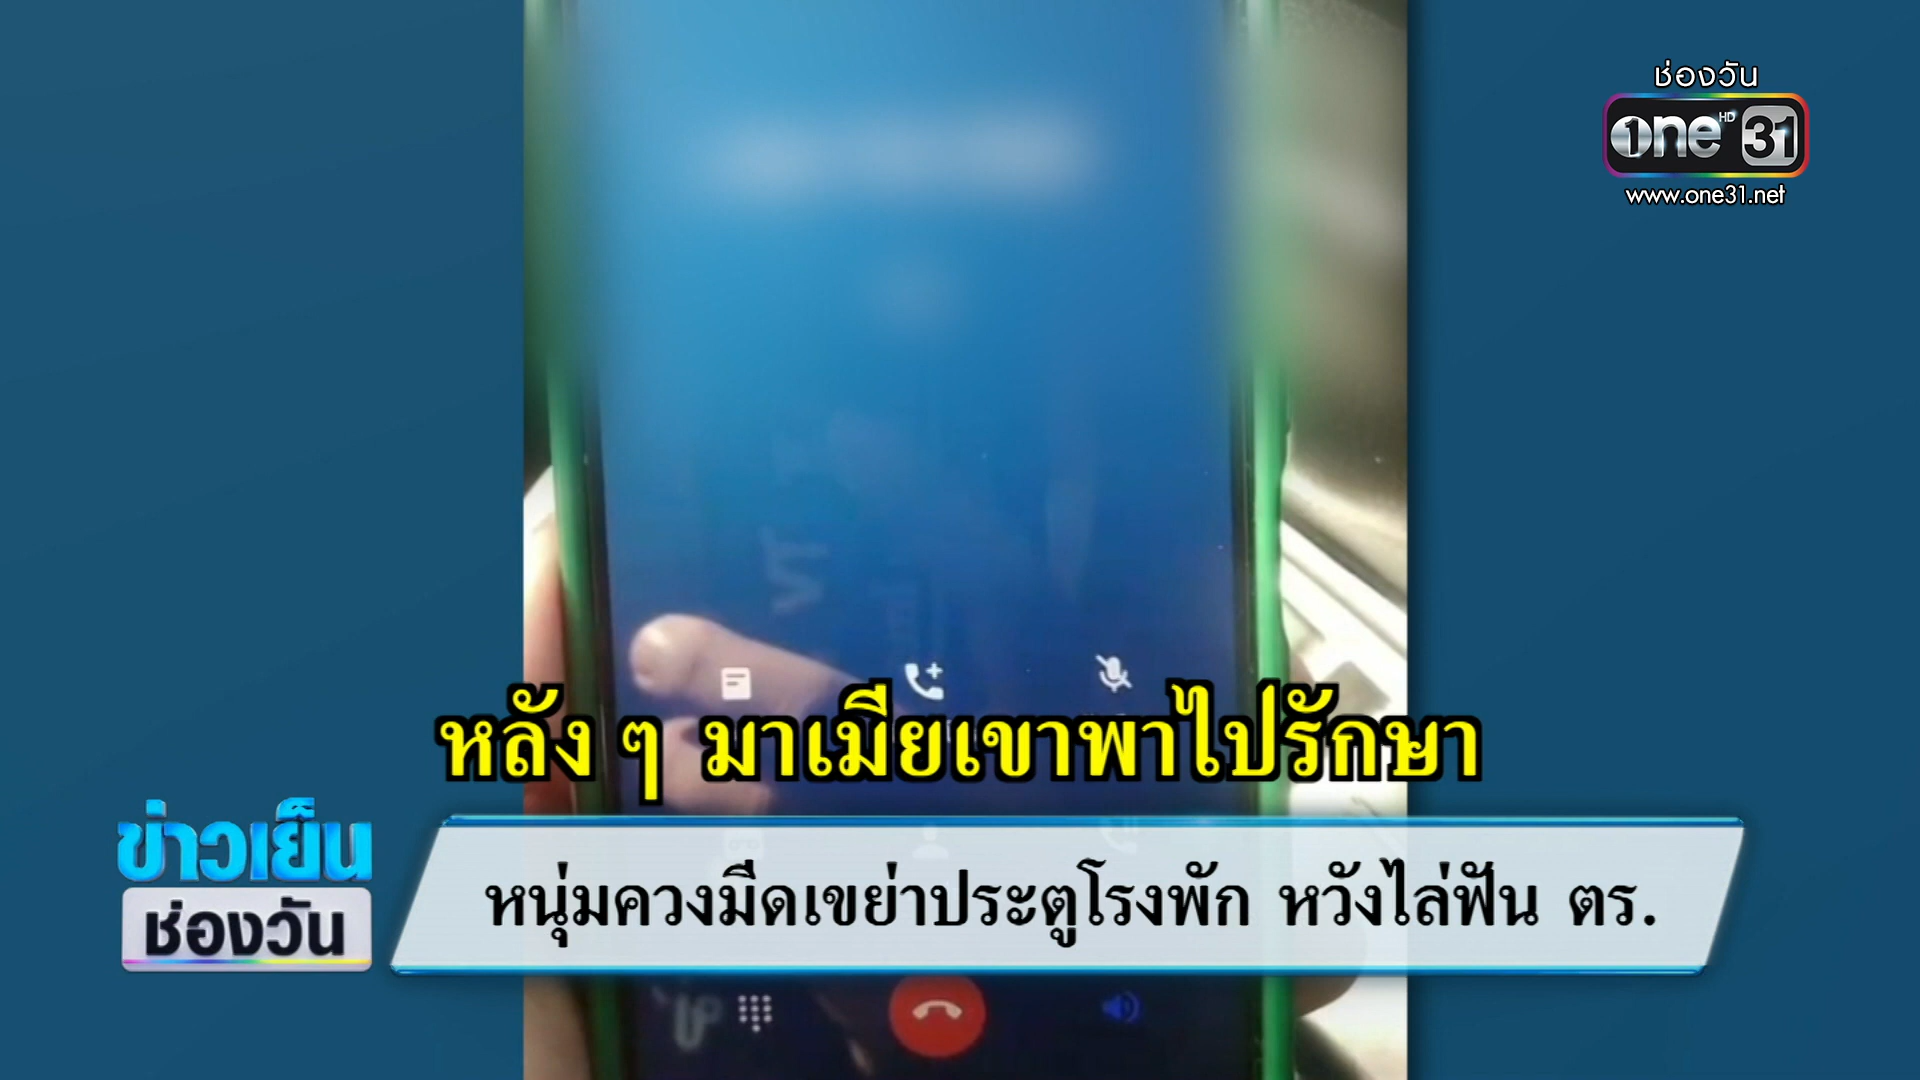 ช่องวัน
one HD 31
www.one31.net
หลัง ๆ มาเมียเขาพาไปรักษา
ข่าวเย็น
ช่องวัน
หนุ่มควงมีดเขย่าประตูโรงพัก หวังไล่ฟัน ตร.